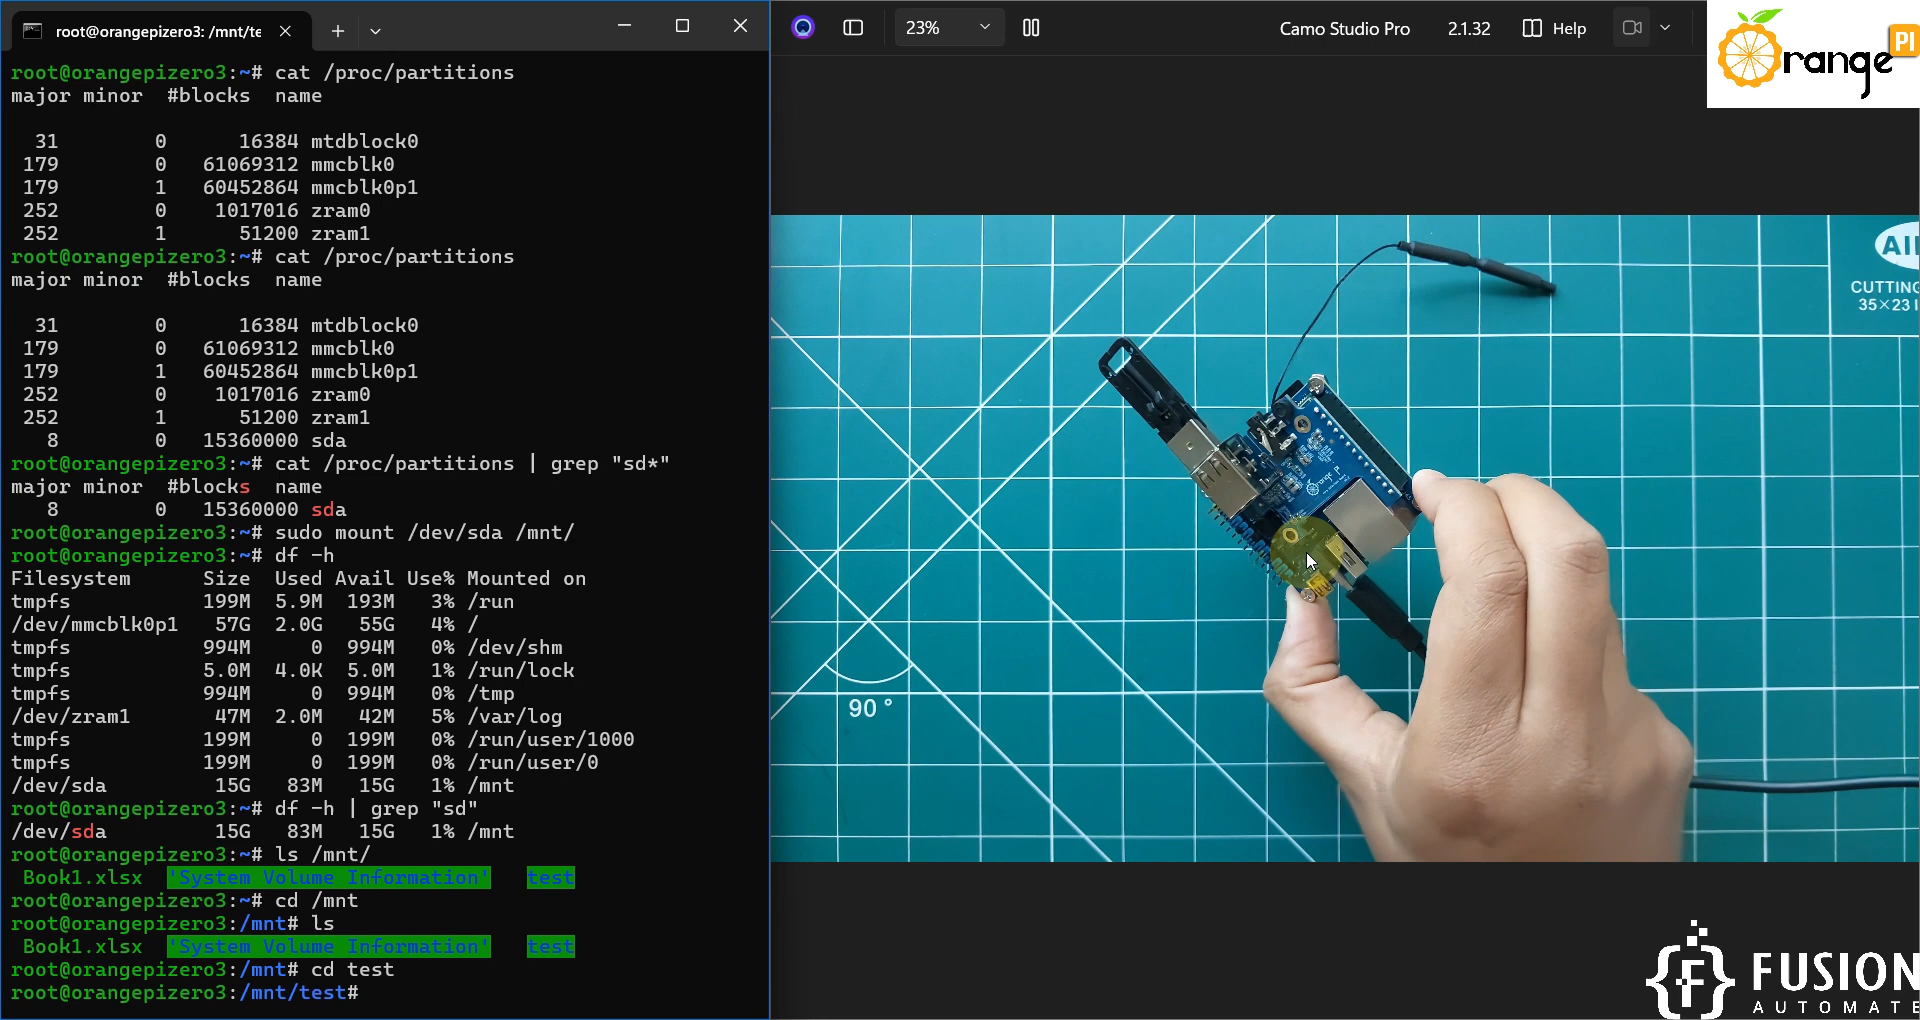 root@orangepizero3: /mnt/te
root@orangepizero3:~# cat /proc/partitions
major minor  #blocks  name
31        0      16384 mtdblock0
179        0   61069312 mmcblk0
179        1   60452864 mmcblk0p1
252        0    1017016 zram0
252        1      51200 zram1
root@orangepizero3:~# cat /proc/partitions
major minor  #blocks  name
31        0      16384 mtdblock0
179        0   61069312 mmcblk0
179        1   60452864 mmcblk0p1
252        0    1017016 zram0
252        1      51200 zram1
8        0   15360000 sda
root@orangepizero3:~# cat /proc/partitions | grep "sd*"
major minor  #blocks  name
8        0   15360000 sda
root@orangepizero3:~# sudo mount /dev/sda /mnt/
root@orangepizero3:~# df -h
Filesystem      Size  Used Avail Use% Mounted on
tmpfs           199M  5.9M  193M   3% /run
/dev/mmcblk0p1   57G  2.0G   55G   4% /
tmpfs           994M     0  994M   0% /dev/shm
tmpfs           5.0M  4.0K  5.0M   1% /run/lock
tmpfs           994M     0  994M   0% /tmp
/dev/zram1       47M  2.0M   42M   5% /var/log
tmpfs           199M     0  199M   0% /run/user/1000
tmpfs           199M     0  199M   0% /run/user/0
/dev/sda         15G   83M   15G   1% /mnt
root@orangepizero3:~# df -h | grep "sd"
/dev/sda         15G   83M   15G   1% /mnt
root@orangepizero3:~# ls /mnt/
Book1.xlsx  'System Volume Information'   test
root@orangepizero3:~# cd /mnt
root@orangepizero3:/mnt# ls
Book1.xlsx  'System Volume Information'   test
root@orangepizero3:/mnt# cd test
root@orangepizero3:/mnt/test#
23%
Camo Studio Pro
2.1.32
Help
Orange PI
CUTTING
35×23 I
90 °
FUSION
AUTOMATE